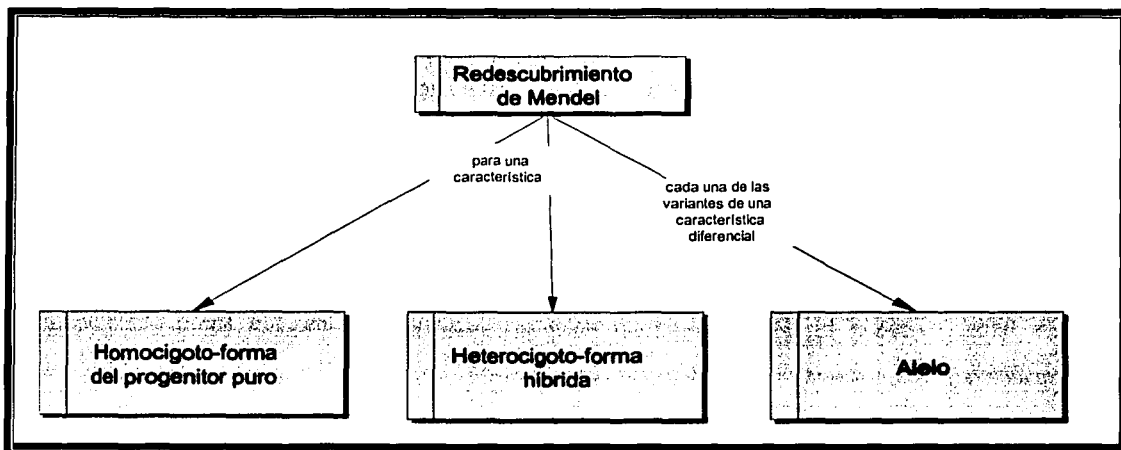 Redescubrimiento
de Mendel
para una
característica
cada una de las
variantes de una
característica
diferencial
Homocigoto-forma
del progenitor puro
Heterocigoto-forma
híbrida
Alelo